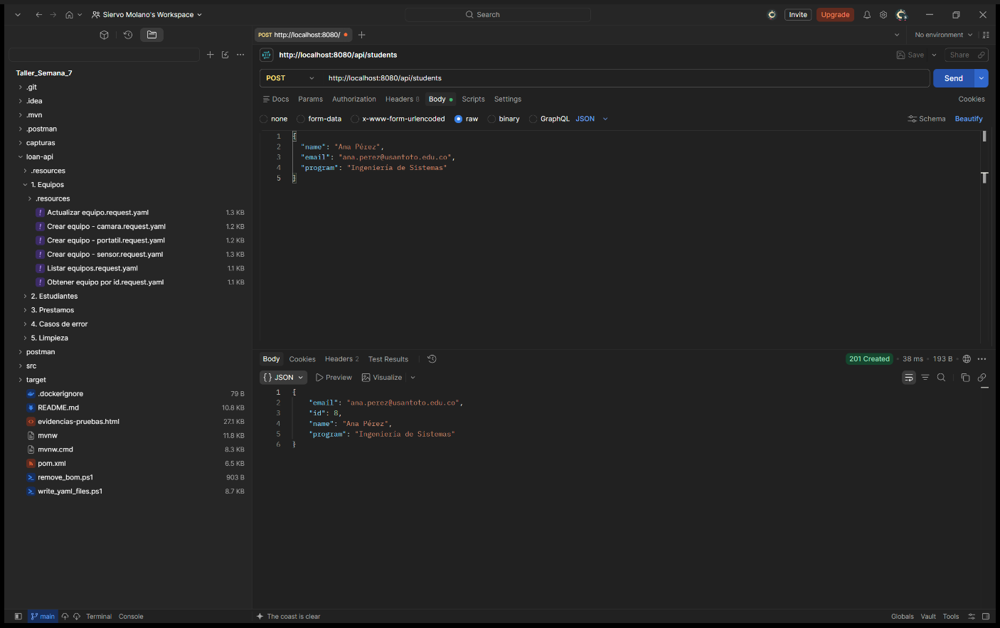 Siervo Molano's Workspace
Search
Invite
Upgrade
POST http://localhost:8080/
No environment
http://localhost:8080/api/students
Save
Share
Taller_Semana_7
.git
.idea
.mvn
.postman
capturas
loan-api
.resources
1. Equipos
.resources
Actualizar equipo.request.yaml 1.3 KB
Crear equipo - camara.request.yaml 1.2 KB
Crear equipo - portatil.request.yaml 1.2 KB
Crear equipo - sensor.request.yaml 1.3 KB
Listar equipos.request.yaml 1.1 KB
Obtener equipo por id.request.yaml 1.1 KB
2. Estudiantes
3. Prestamos
4. Casos de error
5. Limpieza
postman
src
target
.dockerignore 79 B
README.md 10.8 KB
evidencias-pruebas.html 27.1 KB
mvnw 11.8 KB
mvnw.cmd 8.3 KB
pom.xml 6.5 KB
remove_bom.ps1 903 B
write_yaml_files.ps1 8.7 KB
POST http://localhost:8080/api/students Send
Docs Params Authorization Headers 8 Body Scripts Settings Cookies
none form-data x-www-form-urlencoded raw binary GraphQL JSON Schema Beautify
1 {
2 "name": "Ana Pérez",
3 "email": "ana.perez@usantoto.edu.co",
4 "program": "Ingeniería de Sistemas"
5 }
Body Cookies Headers 2 Test Results 201 Created 38 ms 193 B
{} JSON Preview Visualize
1 {
2 "email": "ana.perez@usantoto.edu.co",
3 "id": 8,
4 "name": "Ana Pérez",
5 "program": "Ingeniería de Sistemas"
6 }
main Terminal Console The coast is clear Globals Vault Tools